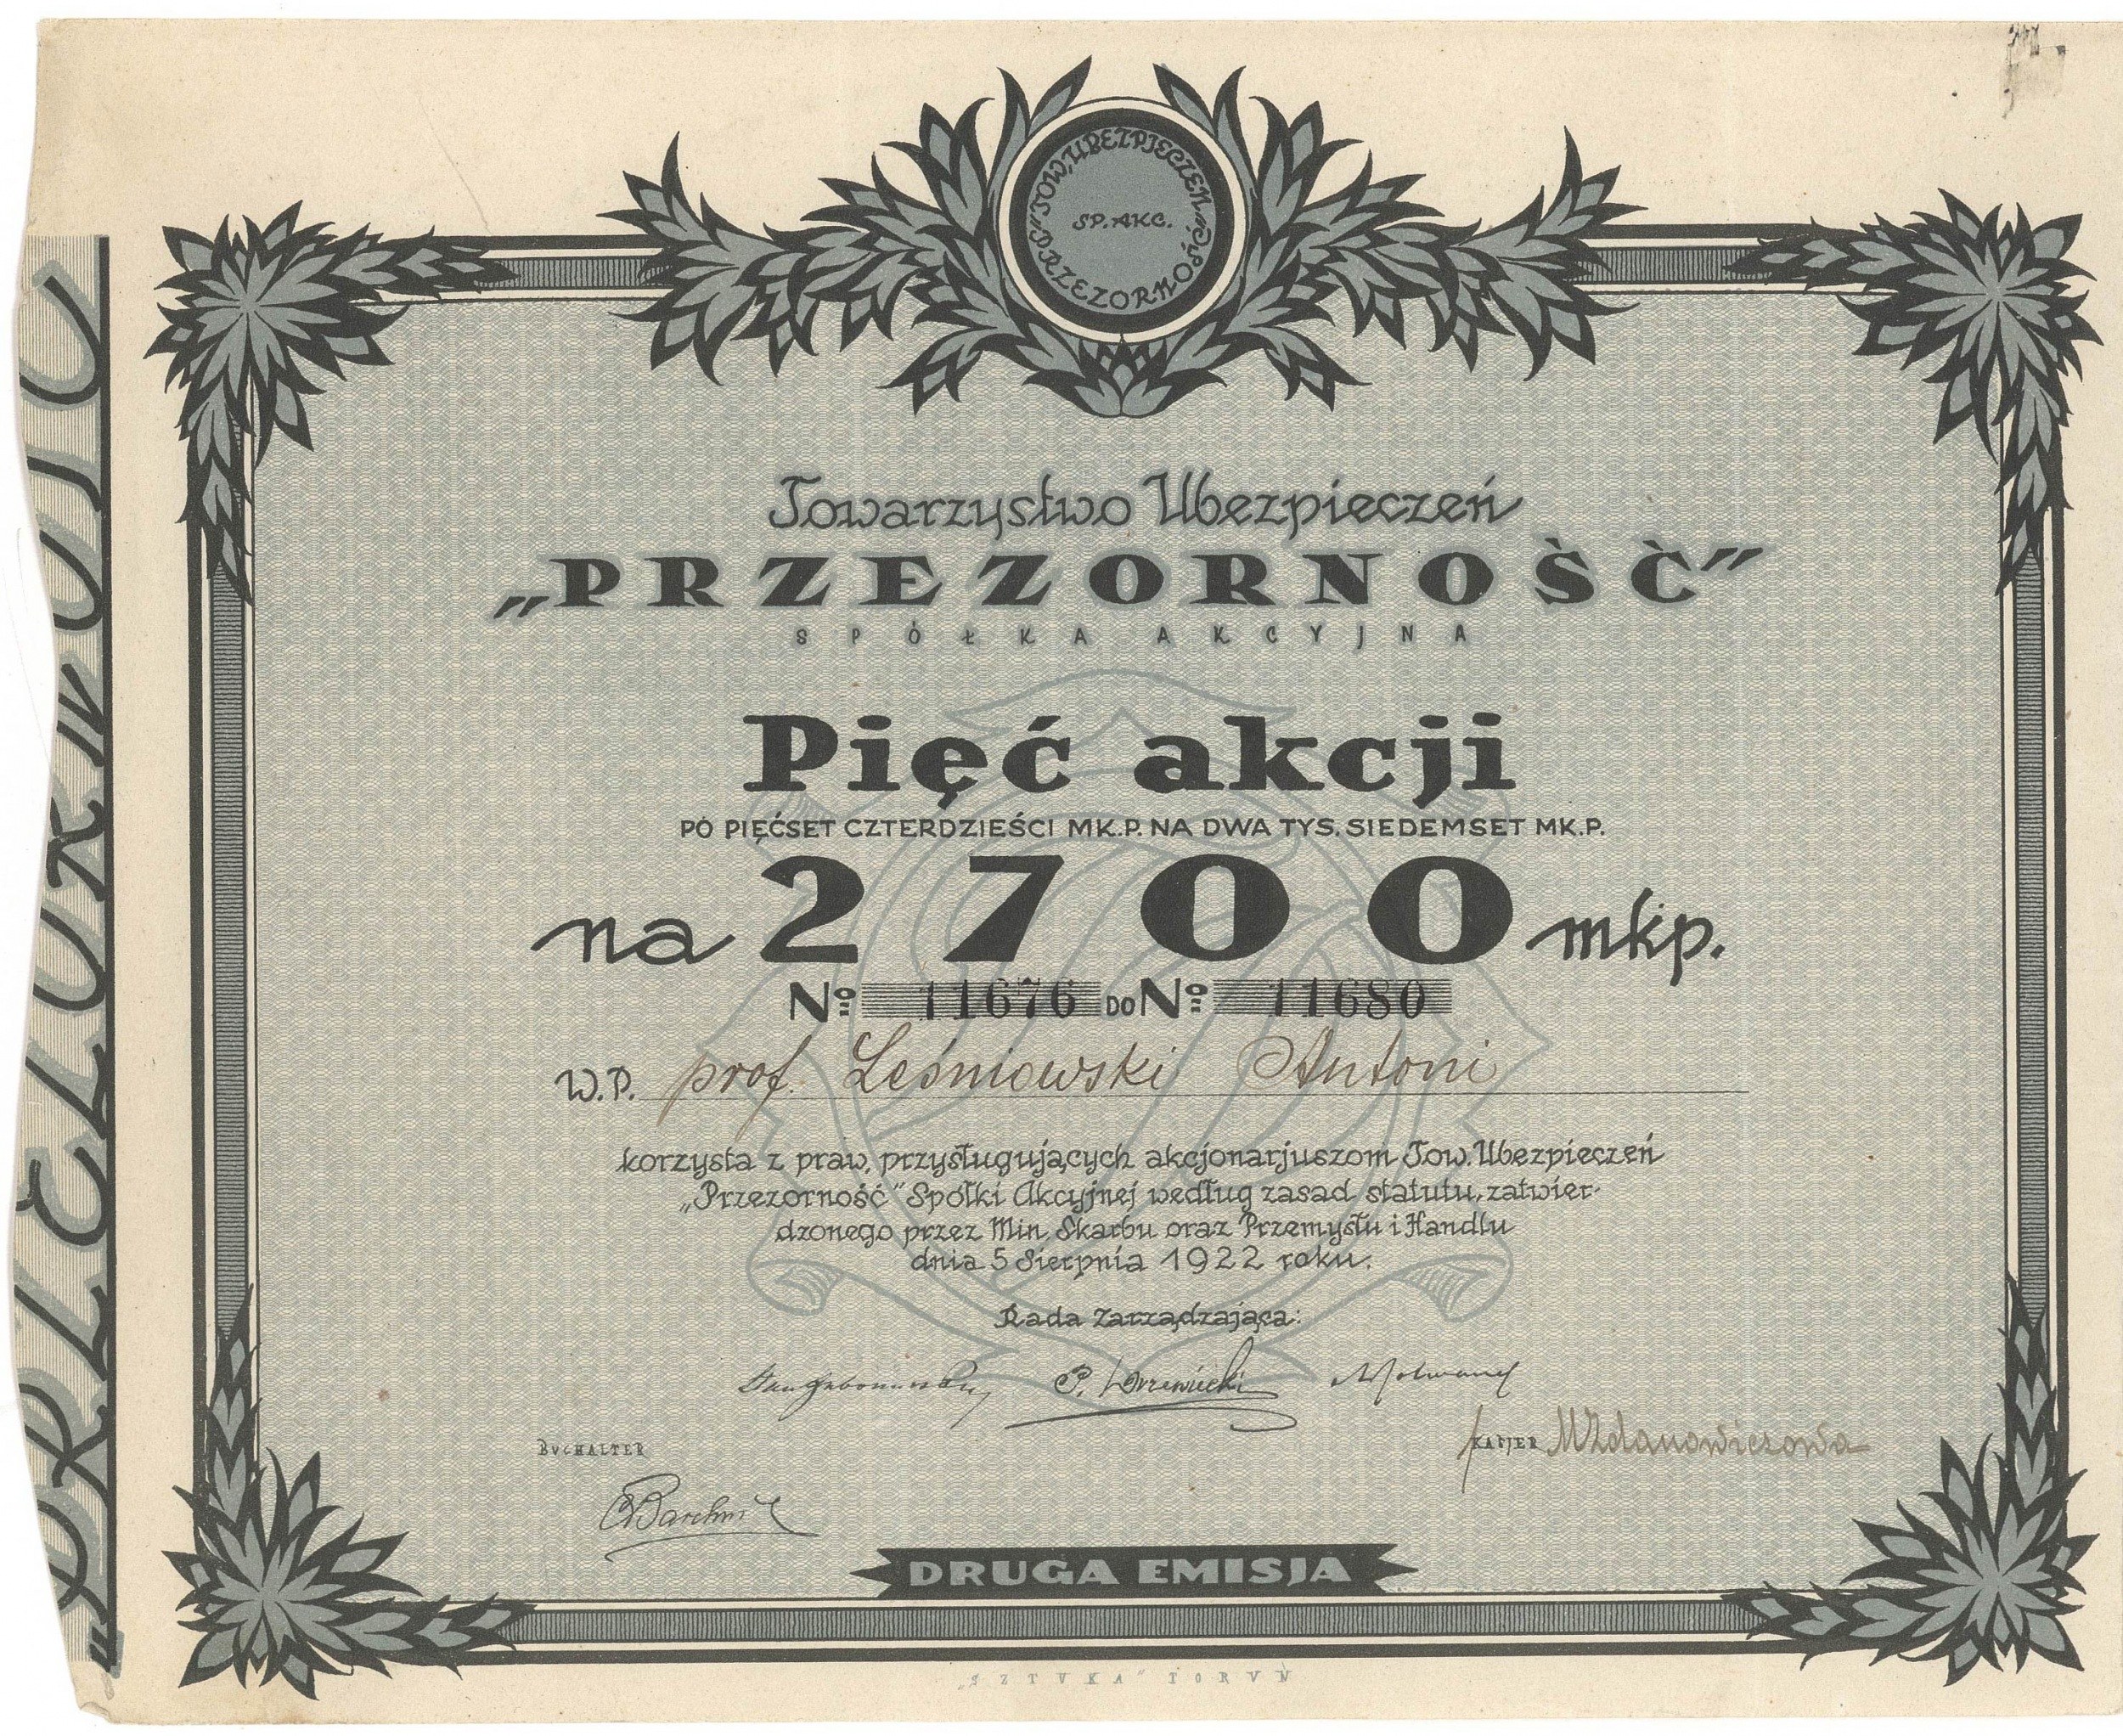 TOW. UBEZPIECZEŃ
SP. AKC.
„PRZEZORNOŚĆ"
Towarzystwo Ubezpieczeń
„PRZEZORNOŚĆ”
SPÓŁKA AKCYJNA
Pięć akcji
PO PIĘĆSET CZTERDZIEŚCI MK.P. NA DWA TYS. SIEDEMSET MK.P.
na 2700 mkp.
Nº 11676 DO Nº 11680
W.P. prof. Leśniowski Antoni
korzysta z praw, przysługujących akcjonarjuszom Tow. Ubezpieczeń
„Przezorność” Spółki Akcyjnej według zasad statutu, zatwier-
dzonego przez Min. Skarbu oraz Przemysłu i Handlu
dnia 5 Sierpnia 1922 roku.
Rada Zarządzająca:
P. Drzewiecki
BUCHALTER
KASJER MZdanowiczowa
DRUGA EMISJA
„SZTUKA” TORUŃ
„PRZEZORNOŚĆ